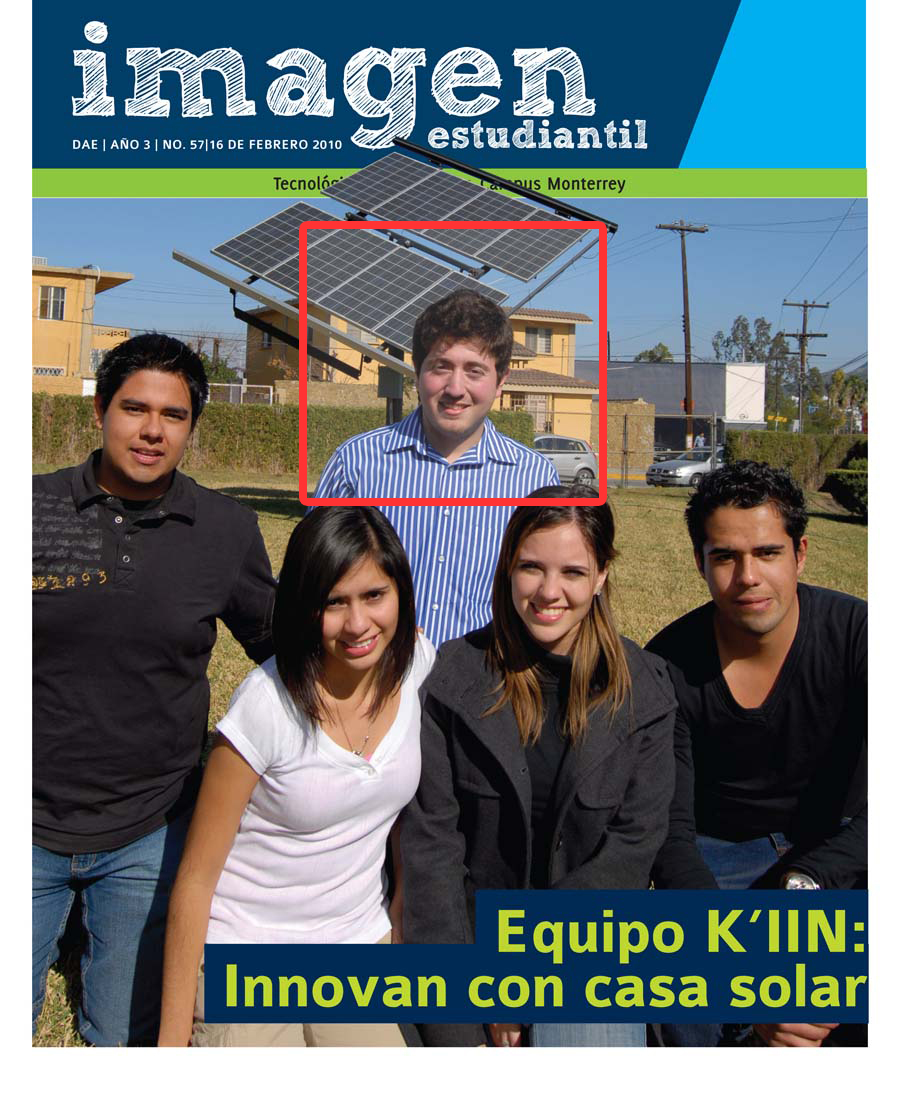 imagen
estudiantil
DAE | AÑO 3 | NO. 57|16 DE FEBRERO 2010
Campus Monterrey
Equipo K'IIN:
Innovan con casa solar